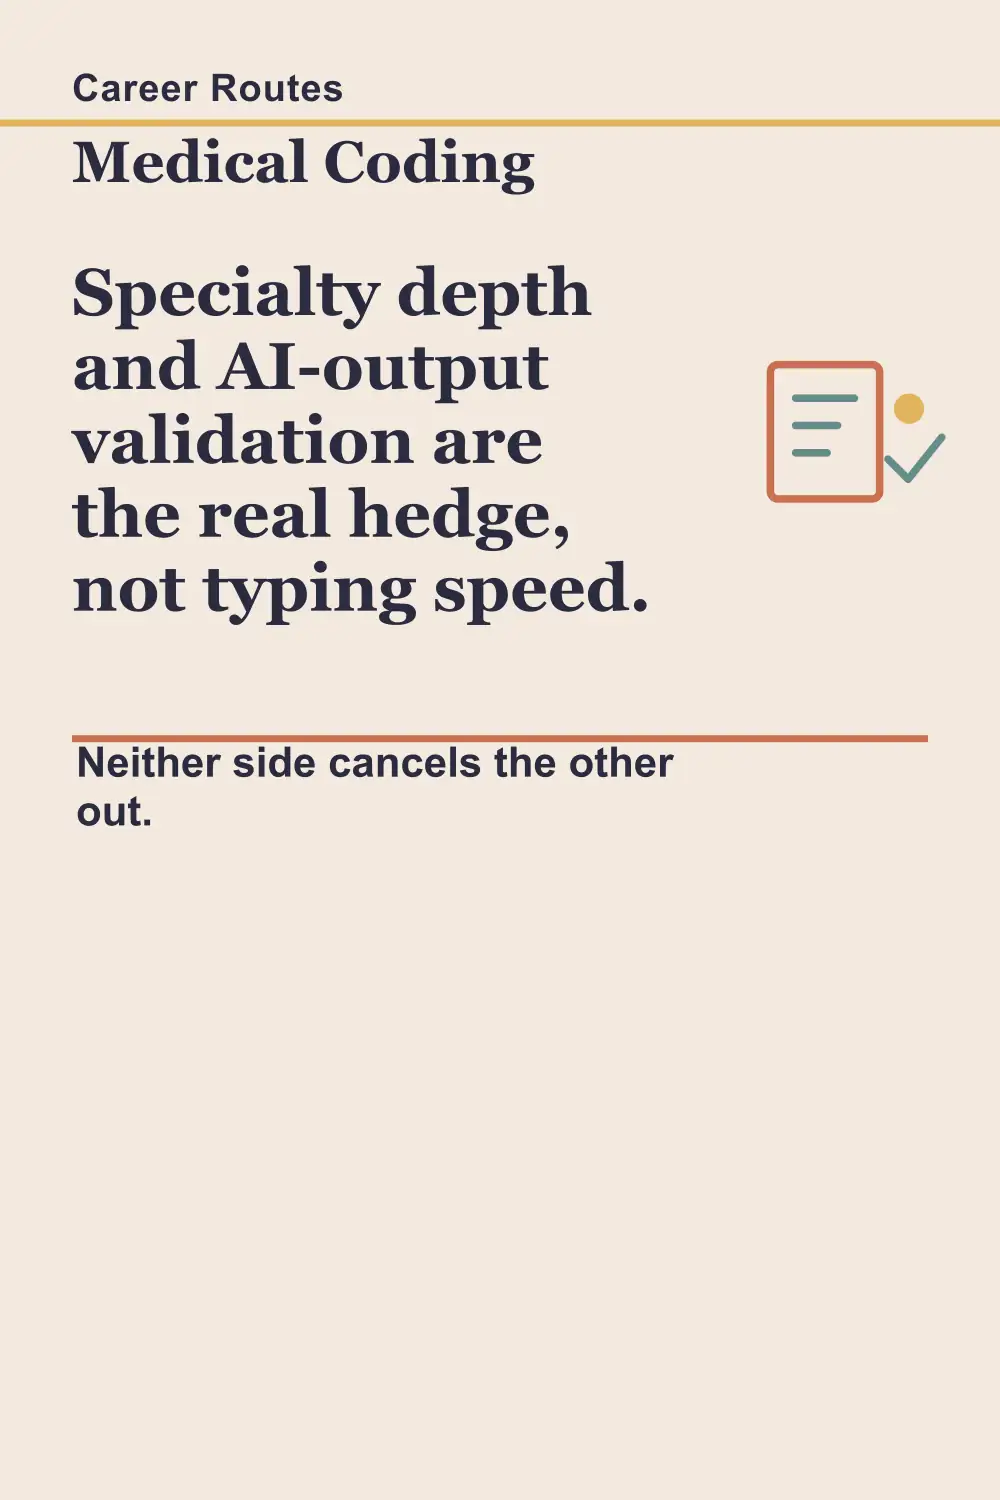 Career Routes
Medical Coding
Specialty depth
and AI-output
validation are
the real hedge,
not typing speed.
Neither side cancels the other
out.